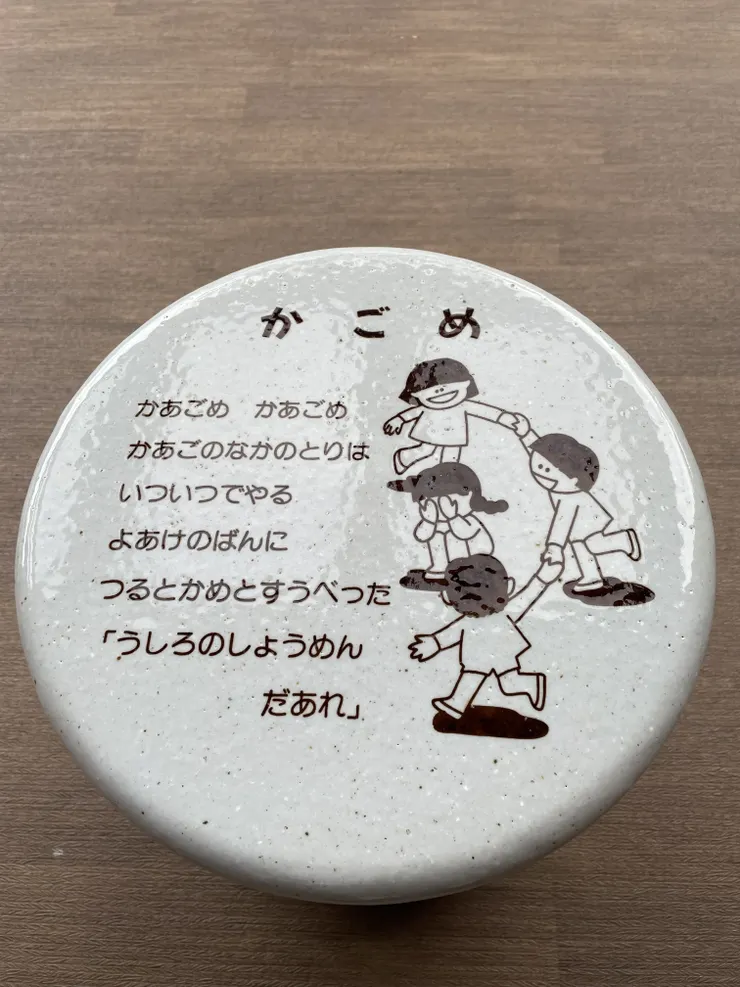 かごめ
かあごめ　かあごめ
かあごのなかのとりは
いついつでやる
よあけのばんに
つるとかめとすうべった
「うしろのしょうめん
だあれ」